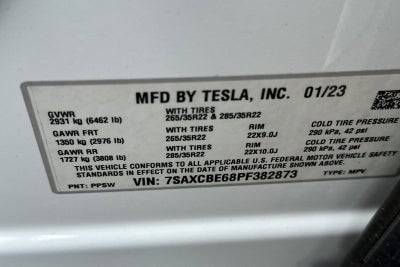 MFD BY TESLA, INC. 01/23
GVWR
2931 kg (6462 lb)
WITH TIRES
265/35R22 & 285/35R22
GAWR FRT
1350 kg (2976 lb)
WITH TIRES
265/35R22
RIM
22X9.0J
COLD TIRE PRESSURE
290 kPa, 42 psi
GAWR RR
1727 kg (3808 lb)
WITH TIRES
285/35R22
RIM
22X10.0J
COLD TIRE PRESSURE
290 kPa, 42 psi
THIS VEHICLE CONFORMS TO ALL APPLICABLE U.S. FEDERAL MOTOR VEHICLE SAFETY
STANDARDS IN EFFECT ON THE DATE OF MANUFACTURE SHOWN ABOVE.
PNT: PPSW
VIN: 7SAXCBE68PF382873
TYPE: MPV